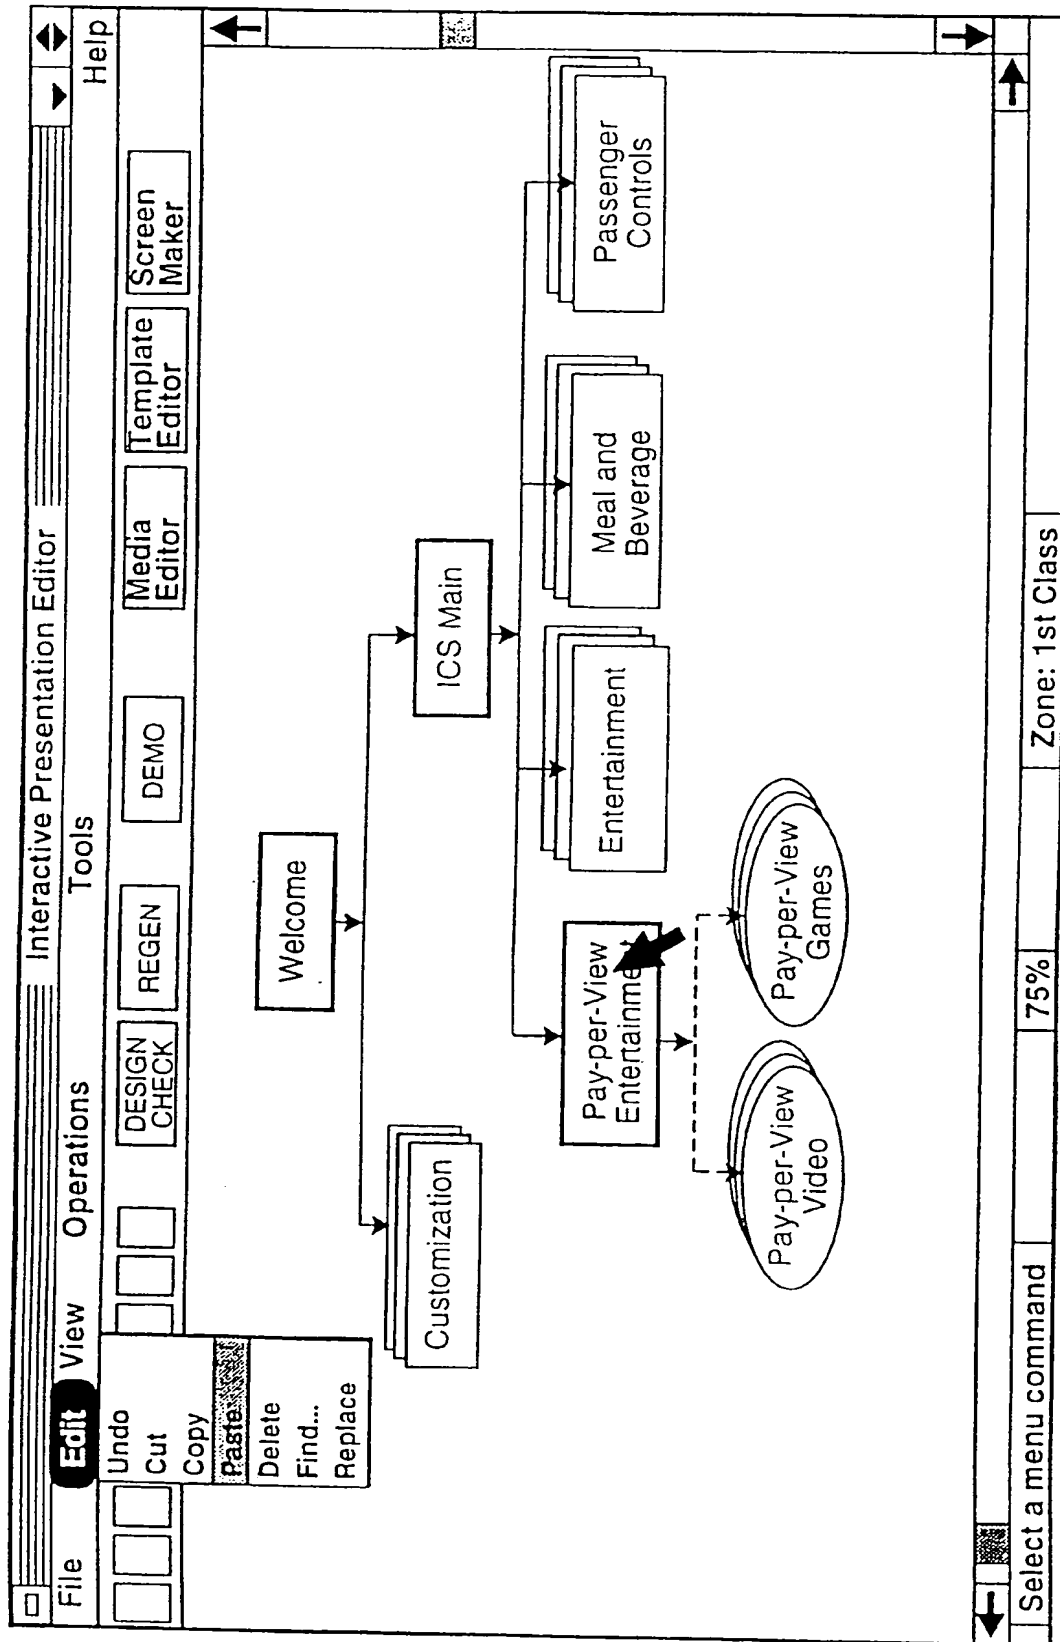 Interactive Presentation Editor
File Edit View Operations Tools Help
DESIGN
CHECK
REGEN
DEMO
Media
Editor
Template
Editor
Screen
Maker
Undo
Cut
Copy
Paste
Delete
Find...
Replace
Welcome
Customization
ICS Main
Pay-per-View
Entertainment
Entertainment
Meal and
Beverage
Passenger
Controls
Pay-per-View
Video
Pay-per-View
Games
Select a menu command
75%
Zone: 1st Class